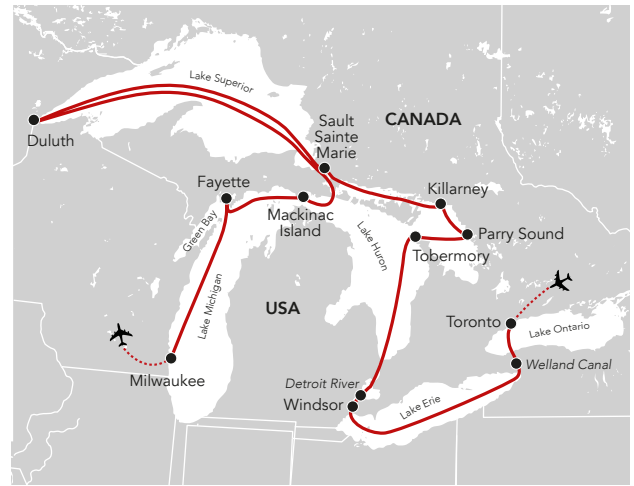 Lake Superior
Duluth
Sault
Sainte
Marie
CANADA
Fayette
Killarney
Mackinac
Island
Green Bay
Lake Huron
Parry Sound
Tobermory
Lake Michigan
USA
Toronto
Lake Ontario
Milwaukee
Welland Canal
Detroit River
Windsor
Lake Erie